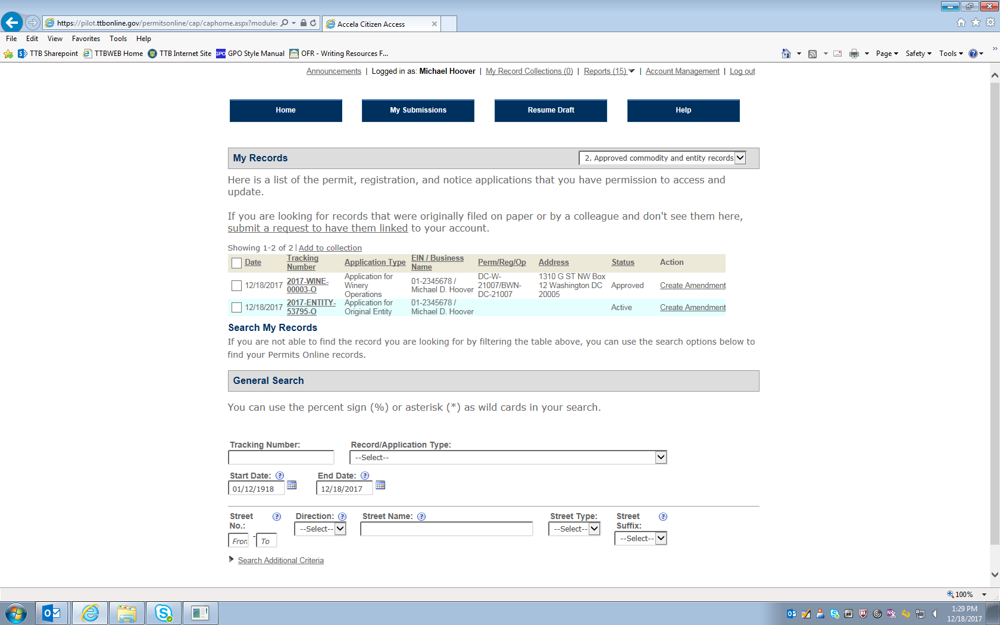 https://pilot.ttbonline.gov/permitsonline/cap/caphome.aspx?module=
Accela Citizen Access
File Edit View Favorites Tools Help
TTB Sharepoint TTBWEB Home TTB Internet Site GPO GPO Style Manual OFR - Writing Resources F... Page Safety Tools
Announcements | Logged in as: Michael Hoover | My Record Collections (0) | Reports (15) | Account Management | Log out
Home My Submissions Resume Draft Help
My Records 2. Approved commodity and entity records
Here is a list of the permit, registration, and notice applications that you have permission to access and
update.
If you are looking for records that were originally filed on paper or by a colleague and don't see them here,
submit a request to have them linked to your account.
Showing 1-2 of 2 | Add to collection
Date Tracking Number Application Type EIN / Business Name Perm/Reg/Op Address Status Action
12/18/2017 2017-WINE-00003-O Application for Winery Operations 01-2345678 / Michael D. Hoover DC-W-21007/BWN-DC-21007 1310 G ST NW Box 12 Washington DC 20005 Approved Create Amendment
12/18/2017 2017-ENTITY-53795-O Application for Original Entity 01-2345678 / Michael D. Hoover Active Create Amendment
Search My Records
If you are not able to find the record you are looking for by filtering the table above, you can use the search options below to
find your Permits Online records.
General Search
You can use the percent sign (%) or asterisk (*) as wild cards in your search.
Tracking Number: Record/Application Type:
--Select--
Start Date: ? End Date: ?
01/12/1918 12/18/2017
Street No.: ? Direction: ? Street Name: ? Street Type: Street Suffix: ?
From - To --Select-- --Select-- --Select--
Search Additional Criteria
100%
1:29 PM
12/18/2017